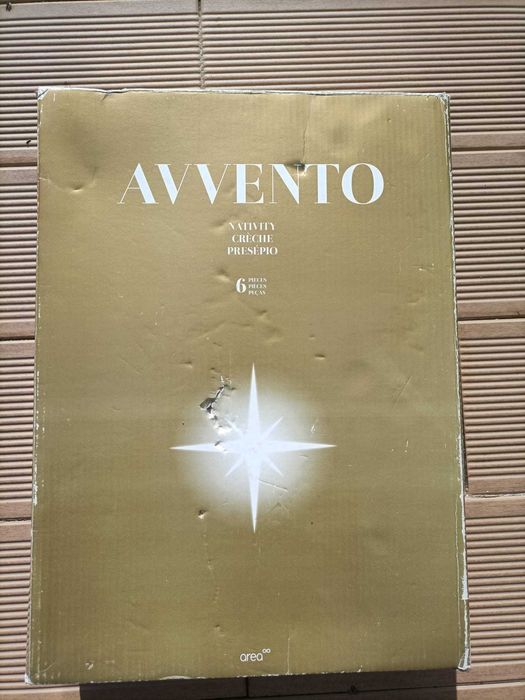 AVVENTO
NATIVITY
CRÈCHE
PRESÉPIO
6 PIECES
PIÈCES
PEÇAS
area